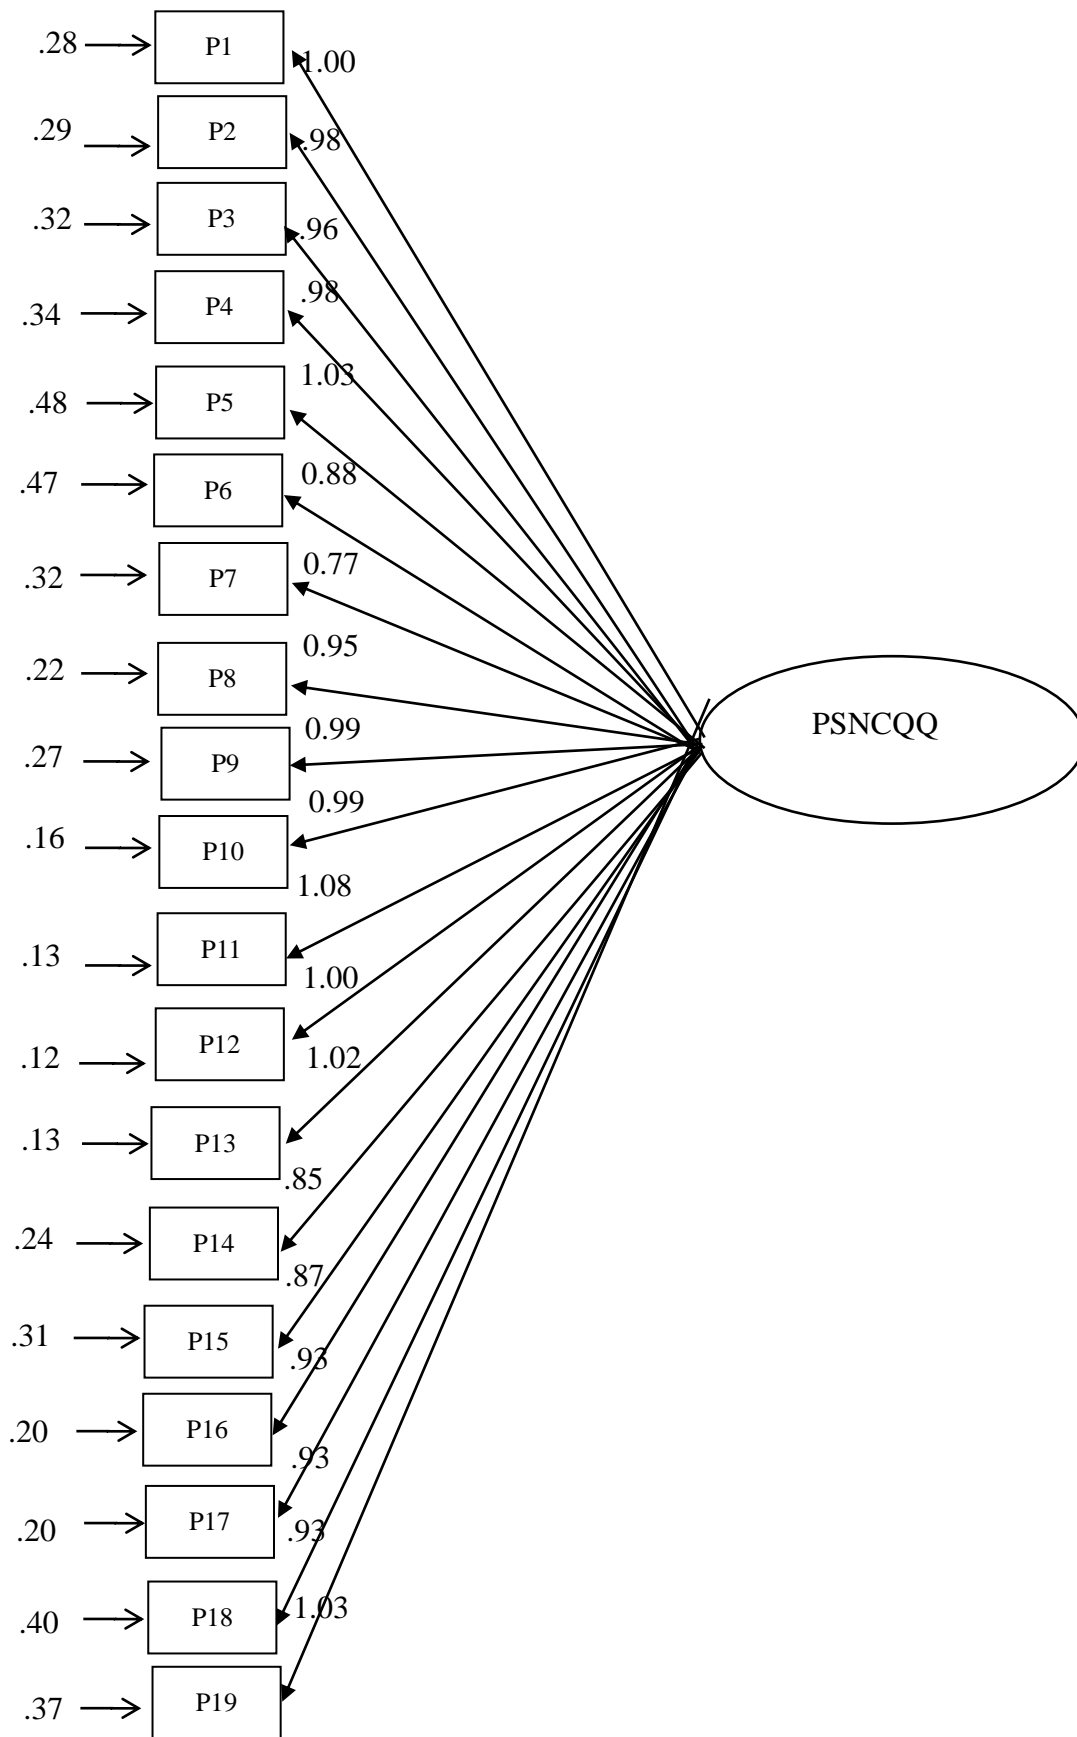 .28 P1 1.00
.29 P2 .98
.32 P3 .96
.34 P4 .98
1.03
.48 P5
.47 P6 0.88
.32 P7 0.77
0.95
.22 P8
0.99
.27 P9 PSNCQQ
0.99
.16 P10
1.08
.13 P11
1.00
.12 P12 1.02
.13 P13
.85
.24 P14
.87
.31 P15 .93
.20 P16
.93
.20 P17 .93
.40 P18 1.03
.37 P19